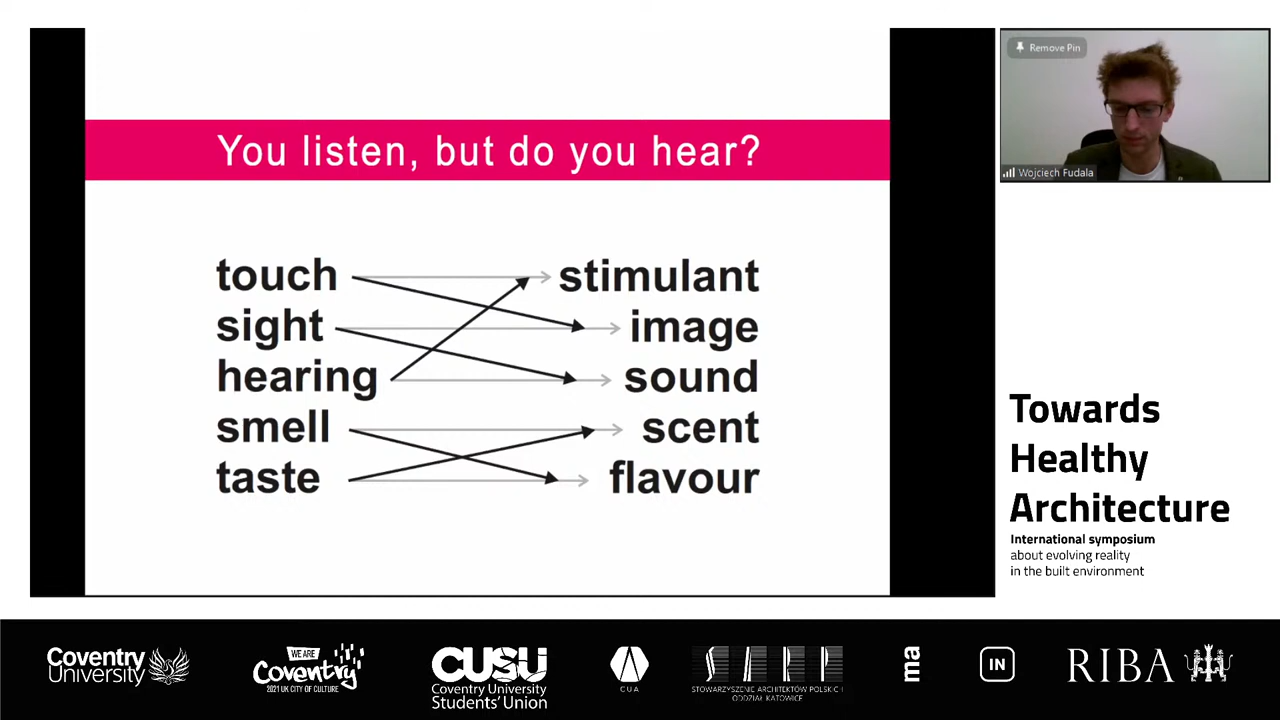 You listen, but do you hear?
touch
stimulant
sight
image
hearing
sound
smell
scent
taste
flavour
Remove Pin
Wojciech Fudala
Towards
Healthy
Architecture
International symposium
about evolving reality
in the built environment
Coventry
University
WE ARE
Coventry
2021 UK CITY OF CULTURE
CUSU
Coventry University
Students' Union
CUA
SARP
STOWARZYSZENIE ARCHITEKTÓW POLSKICH
ODDZIAŁ KATOWICE
ma
IN
RIBA